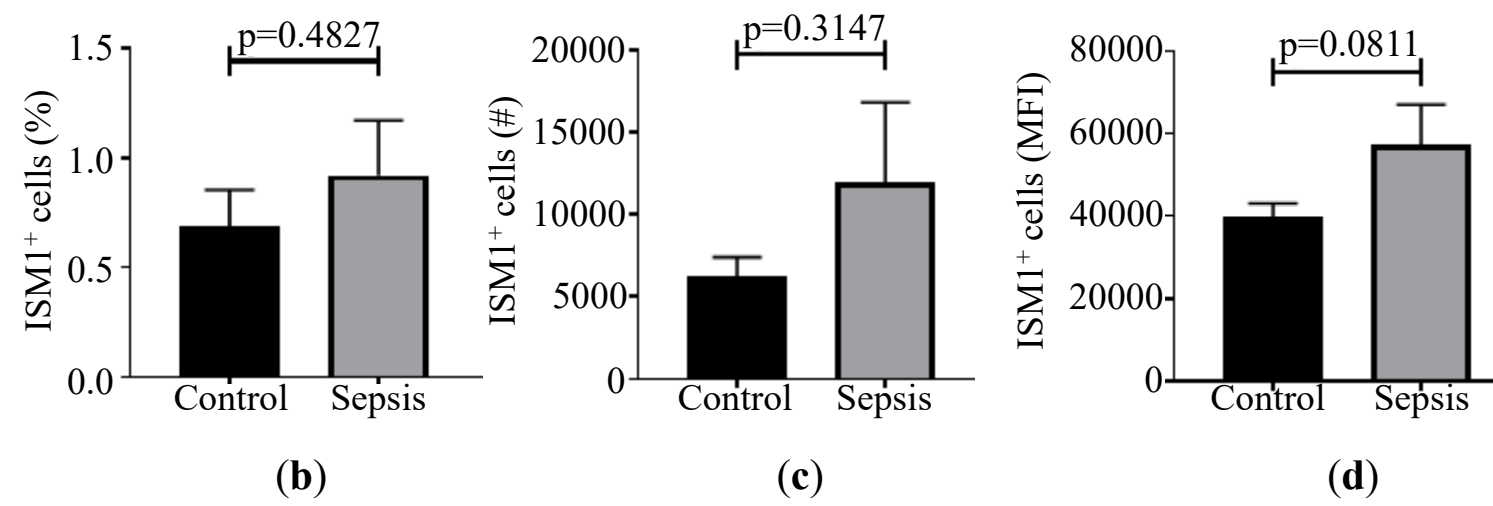 ISM1⁺ cells (%)
1.5
1.0
0.5
0.0
p=0.4827
Control Sepsis
(b)
ISM1⁺ cells (#)
20000
15000
10000
5000
0
p=0.3147
Control Sepsis
(c)
ISM1⁺ cells (MFI)
80000
60000
40000
20000
0
p=0.0811
Control Sepsis
(d)